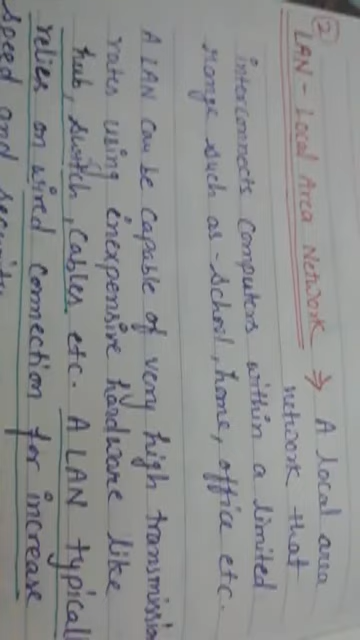 ②
LAN - Local Area Network → A local area
network that
interconnects computers within a limited
range such as - school, home, office etc.
A LAN can be capable of very high transmission
rates using inexpensive hardware like
hub, switch, cables etc. A LAN typical
relies on wired connection for increase
speed and security